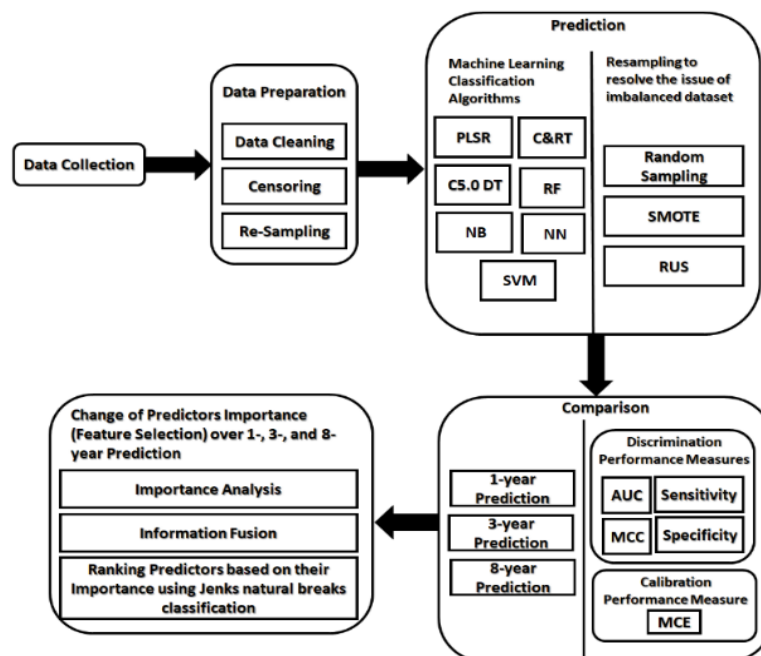 Data Collection
Data Preparation
Data Cleaning
Censoring
Re-Sampling
Prediction
Machine Learning
Classification
Algorithms
PLSR
C&RT
C5.0 DT
RF
NB
NN
SVM
Resampling to
resolve the issue of
imbalanced dataset
Random
Sampling
SMOTE
RUS
Comparison
1-year
Prediction
3-year
Prediction
8-year
Prediction
Discrimination
Performance Measures
AUC
Sensitivity
MCC
Specificity
Calibration
Performance Measure
MCE
Change of Predictors Importance
(Feature Selection) over 1-, 3-, and 8-
year Prediction
Importance Analysis
Information Fusion
Ranking Predictors based on their
Importance using Jenks natural breaks
classification